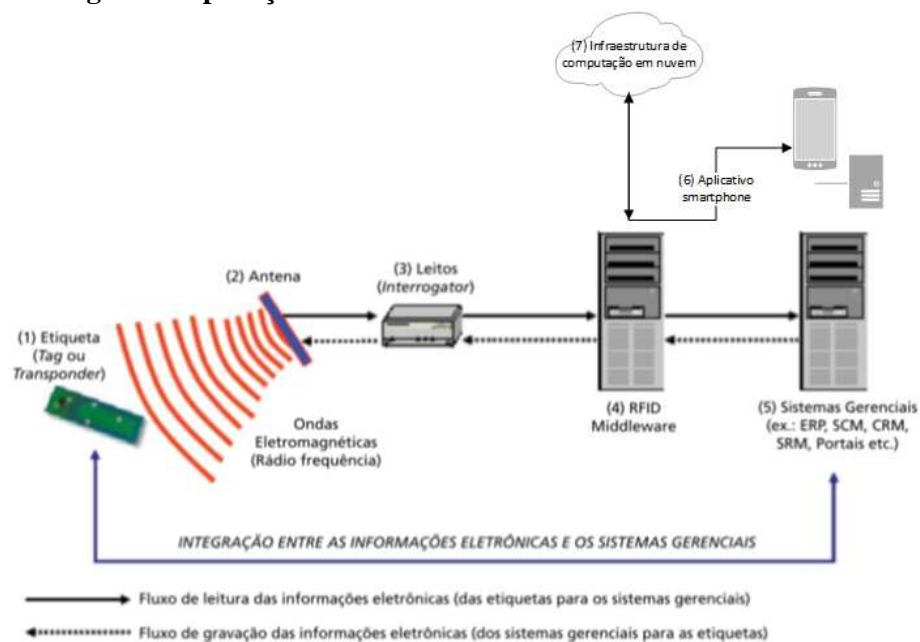 (7) Infraestrutura de
computação em nuvem
(6) Aplicativo
smartphone
(2) Antena
(3) Leitos
(Interrogator)
(1) Etiqueta
(Tag ou
Transponder)
Ondas
Eletromagnéticas
(Rádio frequência)
(4) RFID
Middleware
(5) Sistemas Gerenciais
(ex.: ERP, SCM, CRM,
SRM, Portais etc.)
INTEGRAÇÃO ENTRE AS INFORMAÇÕES ELETRÔNICAS E OS SISTEMAS GERENCIAIS
Fluxo de leitura das informações eletrônicas (das etiquetas para os sistemas gerenciais)
Fluxo de gravação das informações eletrônicas (dos sistemas gerenciais para as etiquetas)